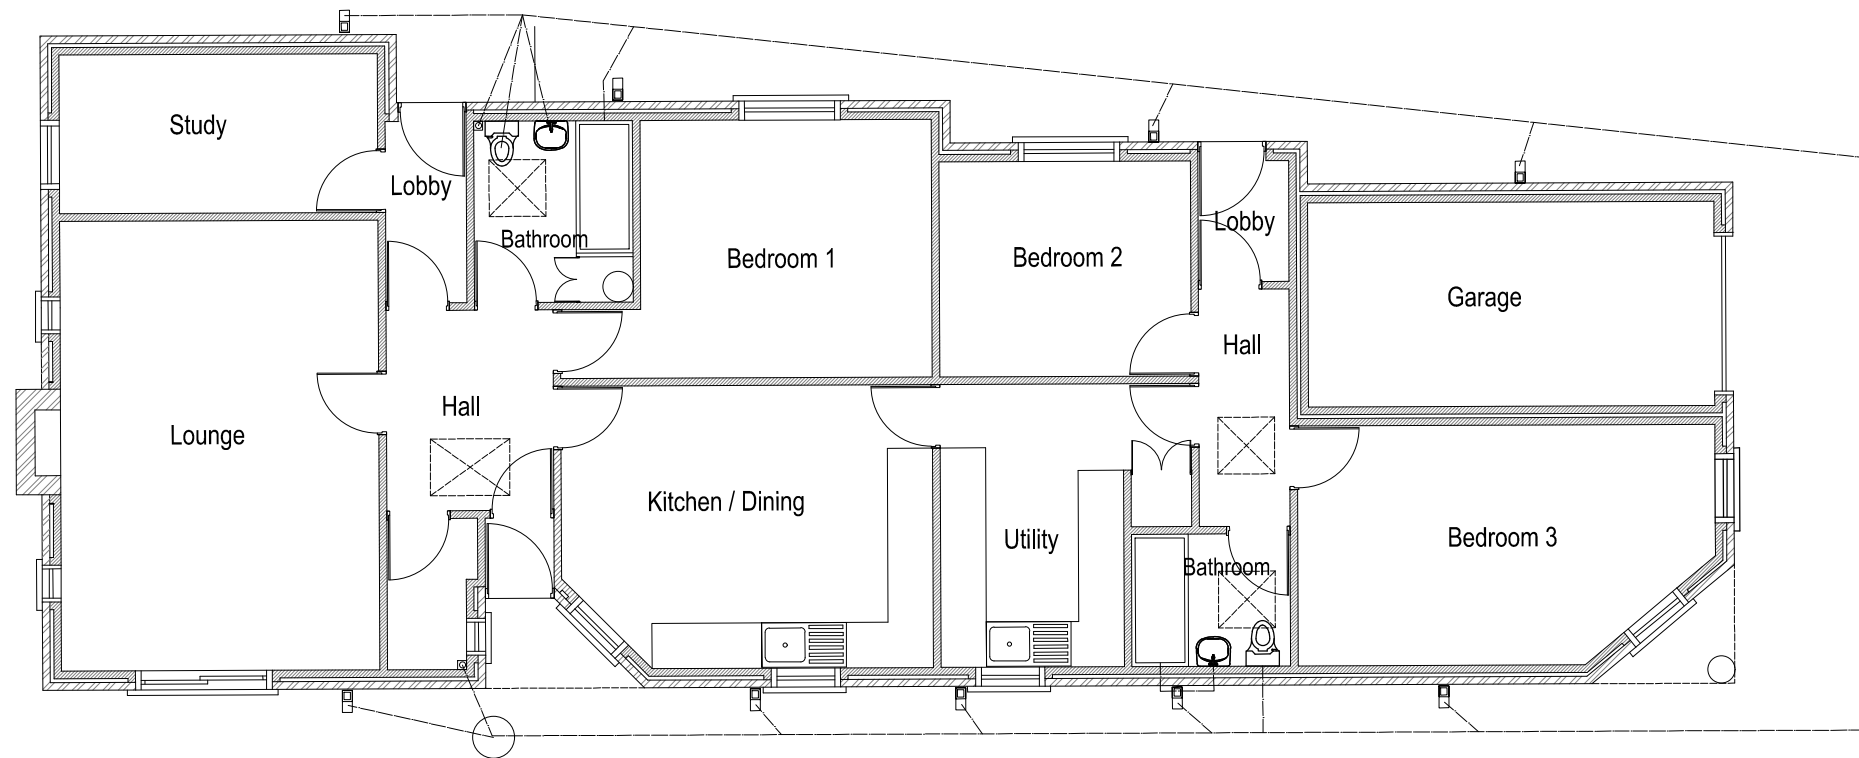 Study
Lobby
Bathroom
Bedroom 1
Bedroom 2
Lobby
Garage
Hall
Hall
Lounge
Kitchen / Dining
Utility
Bathroom
Bedroom 3